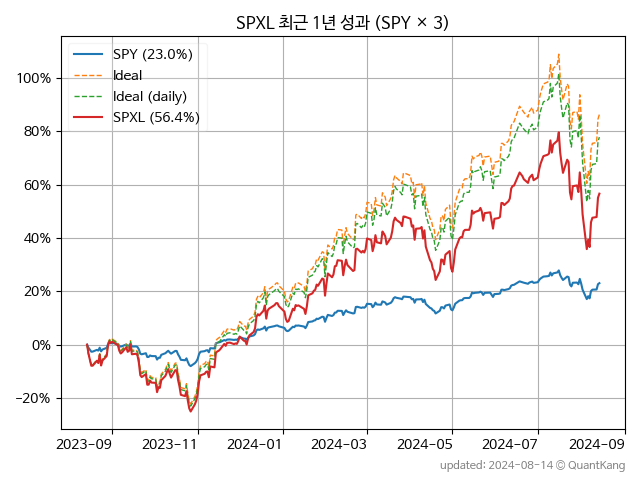 SPXL 최근 1년 성과 (SPY × 3)
SPY (23.0%)
Ideal
Ideal (daily)
SPXL (56.4%)
100%
80%
60%
40%
20%
0%
−20%
2023-09 2023-11 2024-01 2024-03 2024-05 2024-07 2024-09
updated: 2024-08-14 © QuantKang